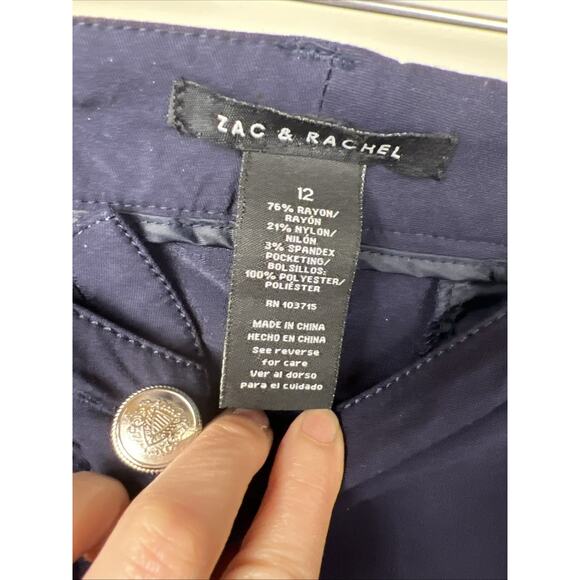 ZAC & RACHEL
12
76% RAYON/
RAYÓN
21% NYLON/
NILÓN
3% SPANDEX
POCKETING/
BOLSILLOS:
100% POLYESTER/
POLIÉSTER
RN 103715
MADE IN CHINA
HECHO EN CHINA
See reverse
for care
Ver al dorso
para el cuidado